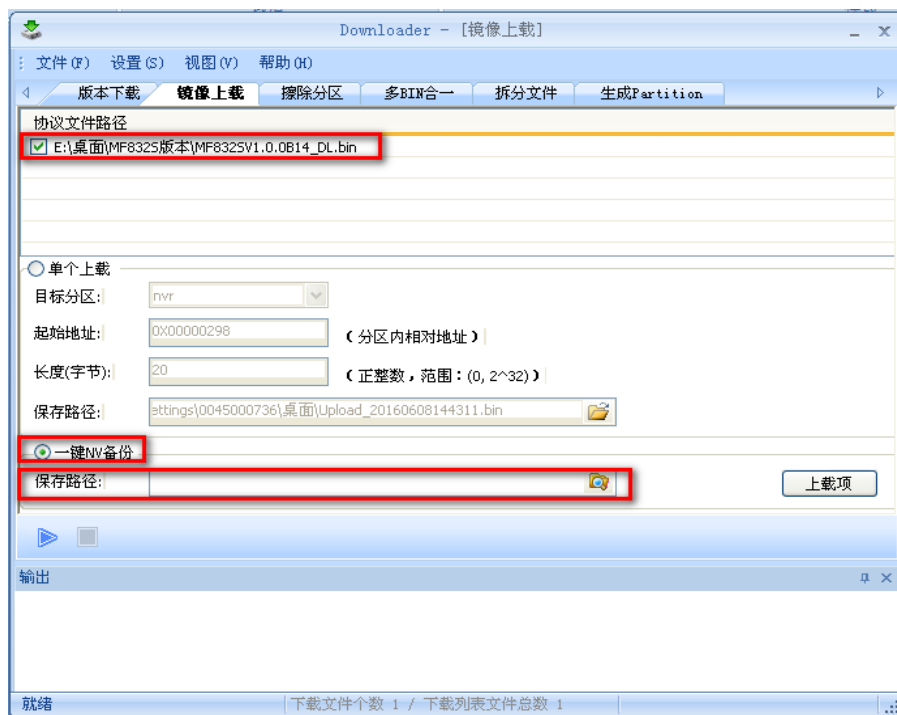 Downloader - [镜像上载]
文件(F) 设置(S) 视图(V) 帮助(H)
版本下载 镜像上载 擦除分区 多BIN合一 拆分文件 生成Partition
协议文件路径
E:\桌面\MF832S版本\MF832SV1.0.0B14_DL.bin
单个上载
目标分区: nvr
起始地址: 0X00000298 (分区内相对地址)
长度(字节): 20 (正整数，范围：(0, 2^32))
保存路径: ettings\0045000736\桌面\Upload_20160608144311.bin
一键NV备份
保存路径: 上载项
输出
就绪 下载文件个数 1 / 下载列表文件总数 1